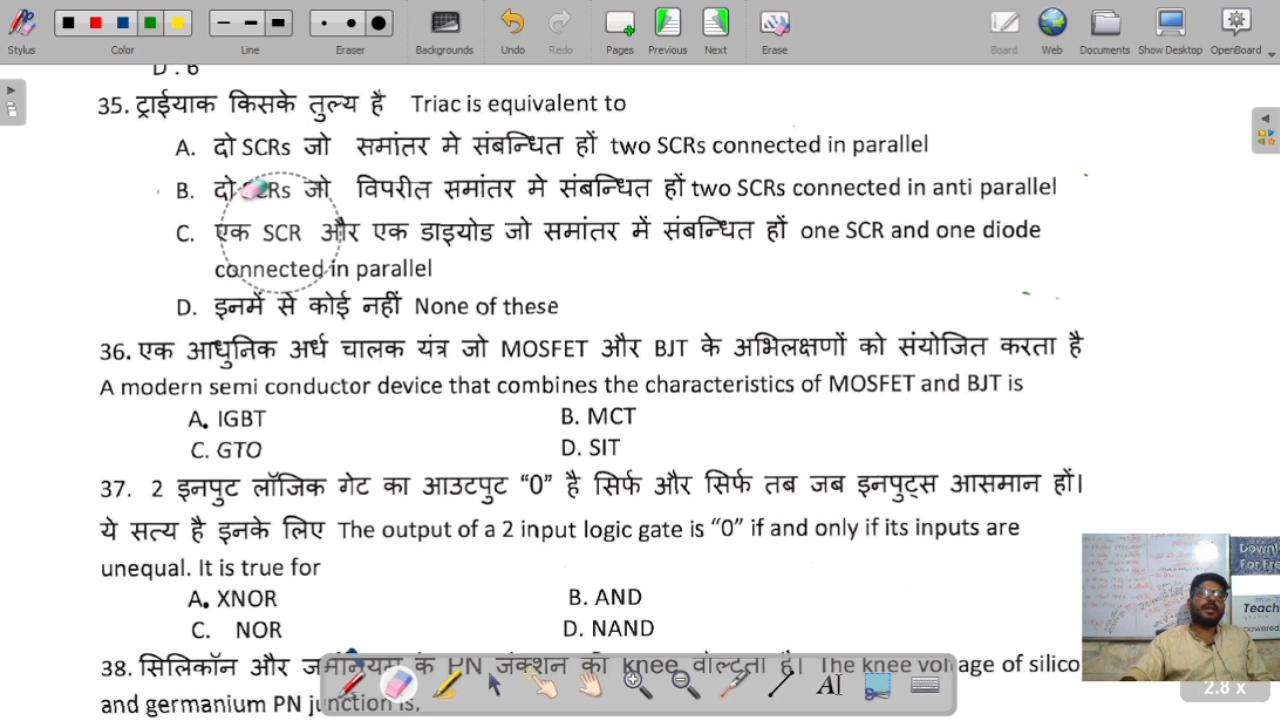 Stylus Color Line Eraser Backgrounds Undo Redo Pages Previous Next Erase Board Web Documents Show Desktop OpenBoard
D . 6
35. ट्राईयाक किसके तुल्य है Triac is equivalent to
A. दो SCRs जो समांतर मे संबन्धित हों two SCRs connected in parallel
B. दो SCRs जो विपरीत समांतर मे संबन्धित हों two SCRs connected in anti parallel
C. एक SCR और एक डाइयोड जो समांतर में संबन्धित हों one SCR and one diode
connected in parallel
D. इनमें से कोई नहीं None of these
36. एक आधुनिक अर्ध चालक यंत्र जो MOSFET और BJT के अभिलक्षणों को संयोजित करता है
A modern semi conductor device that combines the characteristics of MOSFET and BJT is
A. IGBT B. MCT
C. GTO D. SIT
37. 2 इनपुट लॉजिक गेट का आउटपुट “0” है सिर्फ और सिर्फ तब जब इनपुट्स आसमान हों।
ये सत्य है इनके लिए The output of a 2 input logic gate is “0” if and only if its inputs are
unequal. It is true for
A. XNOR B. AND
C. NOR D. NAND
38. सिलिकॉन और के PN जंक्शन की knee है। The knee of
and germanium PN junction is,
Downl
For Fre
Teach
powered
2.8 x